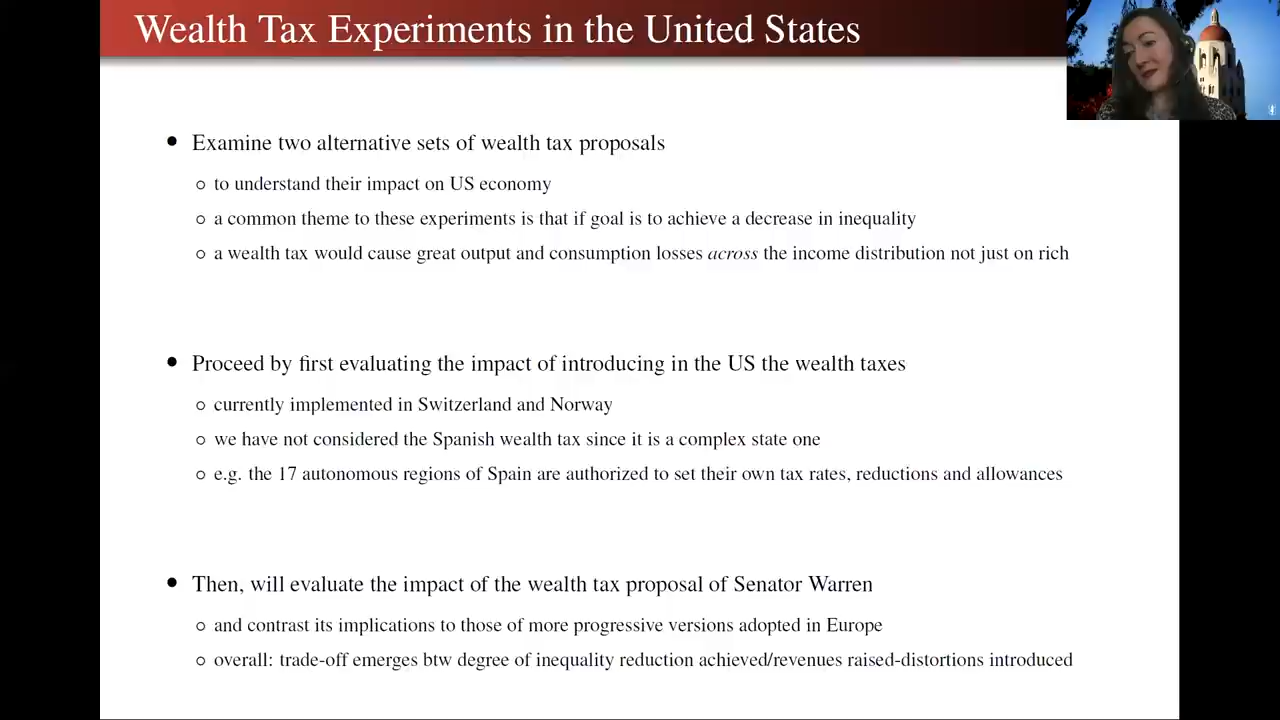 Wealth Tax Experiments in the United States
• Examine two alternative sets of wealth tax proposals
○ to understand their impact on US economy
○ a common theme to these experiments is that if goal is to achieve a decrease in inequality
○ a wealth tax would cause great output and consumption losses across the income distribution not just on rich
• Proceed by first evaluating the impact of introducing in the US the wealth taxes
○ currently implemented in Switzerland and Norway
○ we have not considered the Spanish wealth tax since it is a complex state one
○ e.g. the 17 autonomous regions of Spain are authorized to set their own tax rates, reductions and allowances
• Then, will evaluate the impact of the wealth tax proposal of Senator Warren
○ and contrast its implications to those of more progressive versions adopted in Europe
○ overall: trade-off emerges btw degree of inequality reduction achieved/revenues raised-distortions introduced